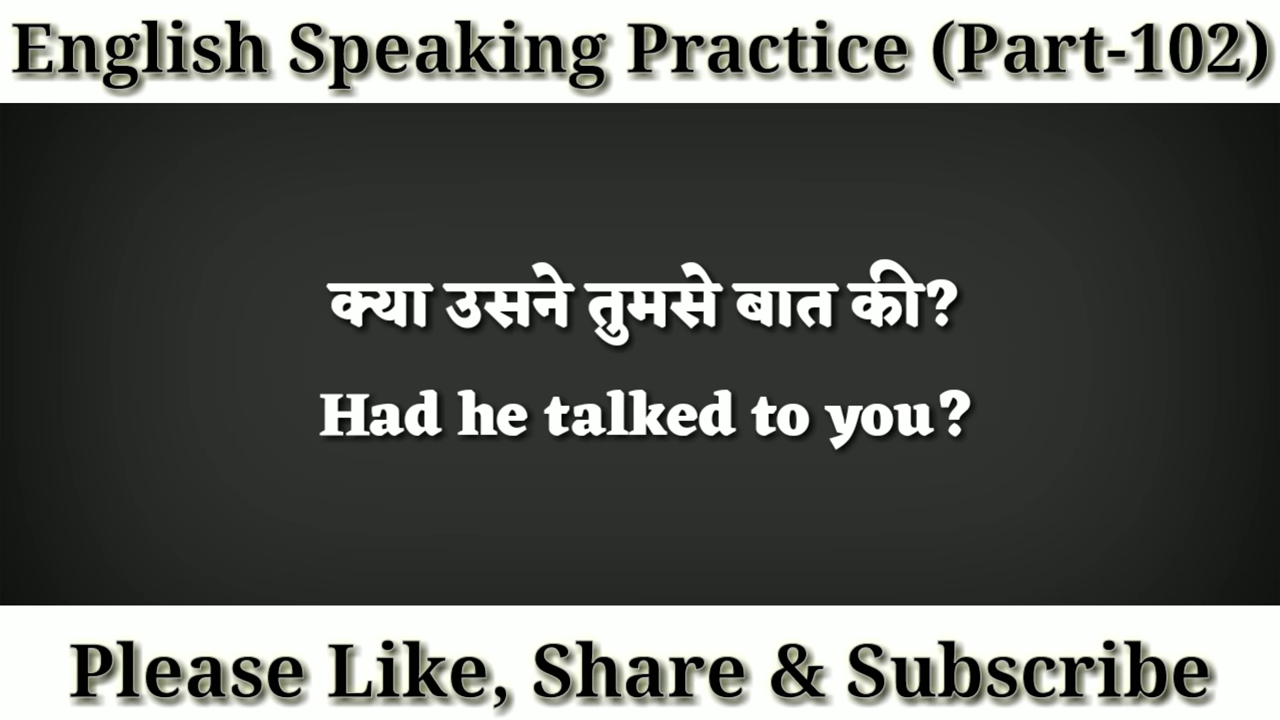 English Speaking Practice (Part-102)
क्या उसने तुमसे बात की?
Had he talked to you?
Please Like, Share & Subscribe